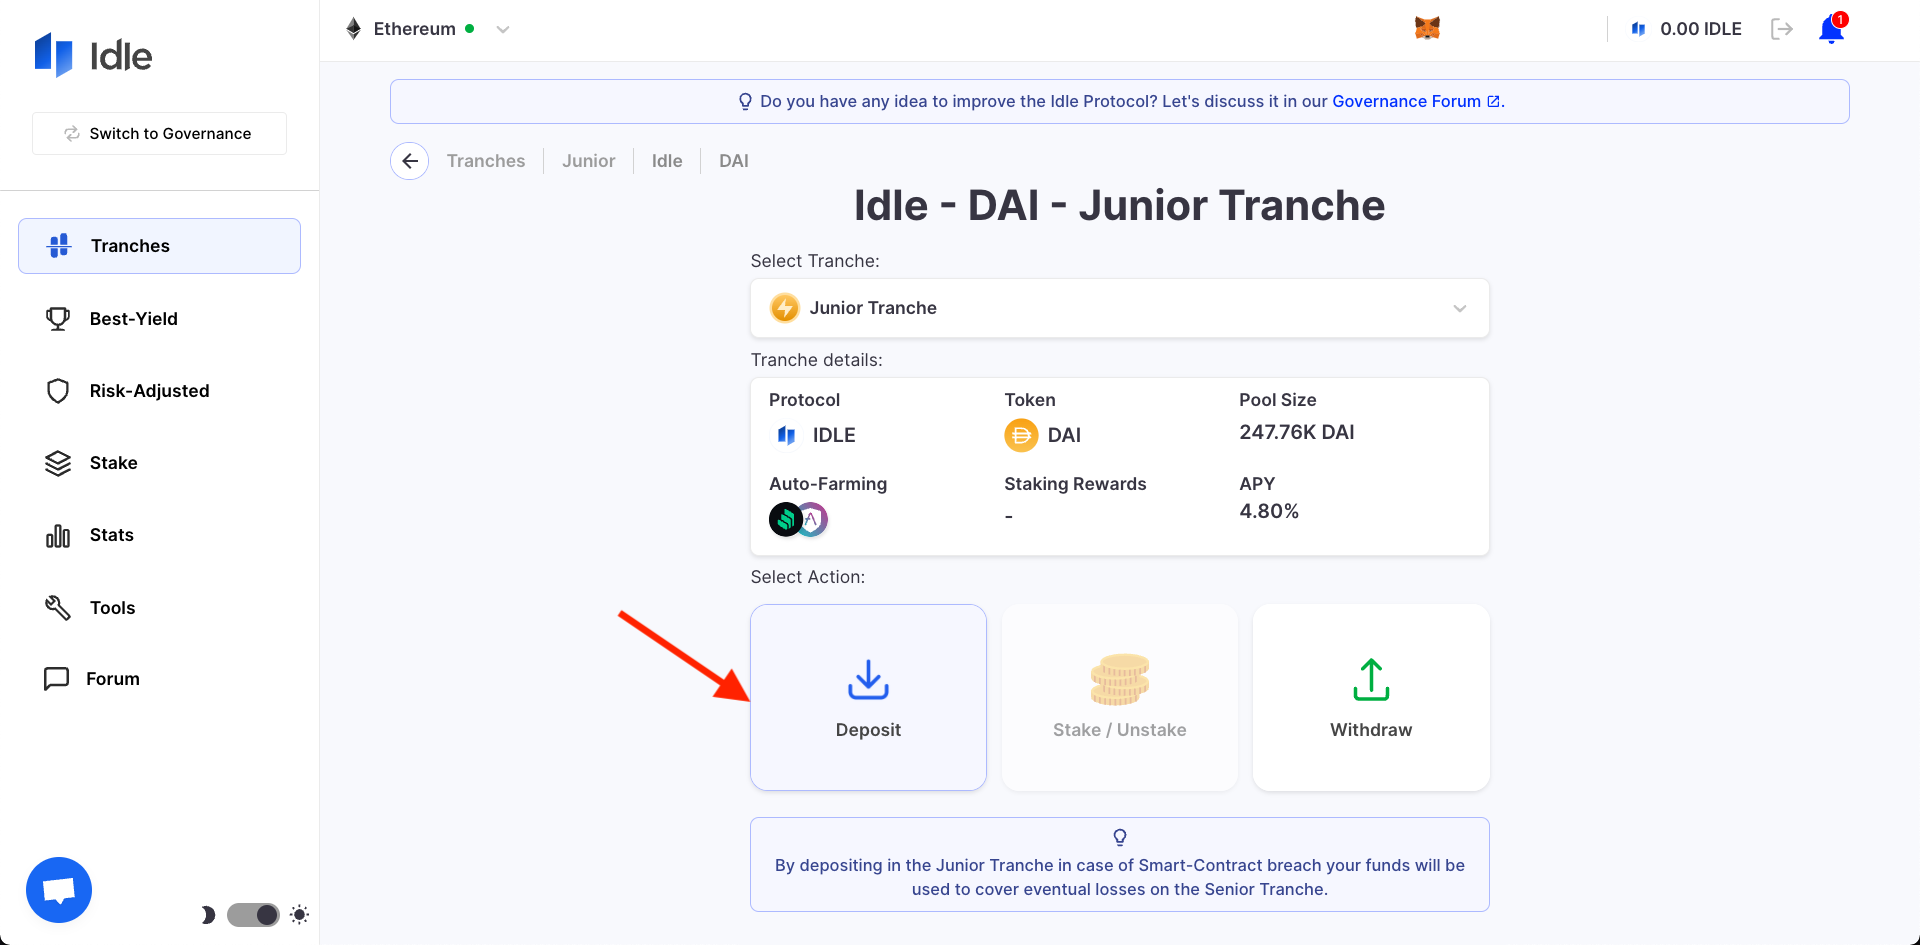 Idle
Switch to Governance
Tranches
Best-Yield
Risk-Adjusted
Stake
Stats
Tools
Forum
Ethereum
0.00 IDLE
1
Do you have any idea to improve the Idle Protocol? Let's discuss it in our Governance Forum.
Tranches Junior Idle DAI
Idle - DAI - Junior Tranche
Select Tranche:
Junior Tranche
Tranche details:
Protocol Token Pool Size
IDLE DAI 247.76K DAI
Auto-Farming Staking Rewards APY
- 4.80%
Select Action:
Deposit Stake / Unstake Withdraw
By depositing in the Junior Tranche in case of Smart-Contract breach your funds will be
used to cover eventual losses on the Senior Tranche.